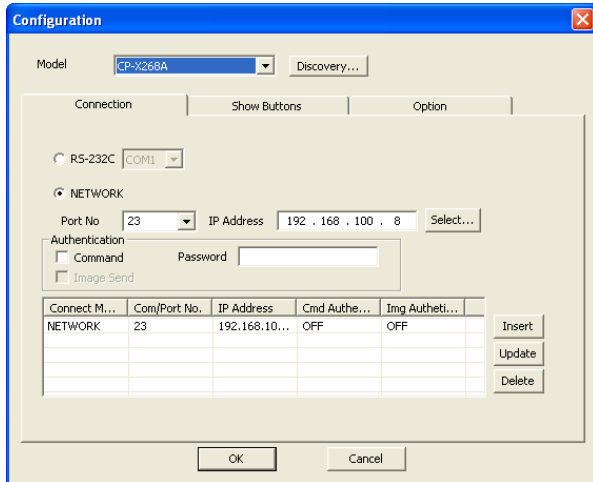 Configuration
Model CP-X268A Discovery...
Connection Show Buttons Option
RS-232C COM1
NETWORK
Port No 23 IP Address 192 . 168 . 100 . 8 Select...
Authentication
Command Password
Image Send
Connect M... Com/Port No. IP Address Cmd Authe... Img Autheti...
NETWORK 23 192.168.10... OFF OFF Insert
Update
Delete
OK Cancel